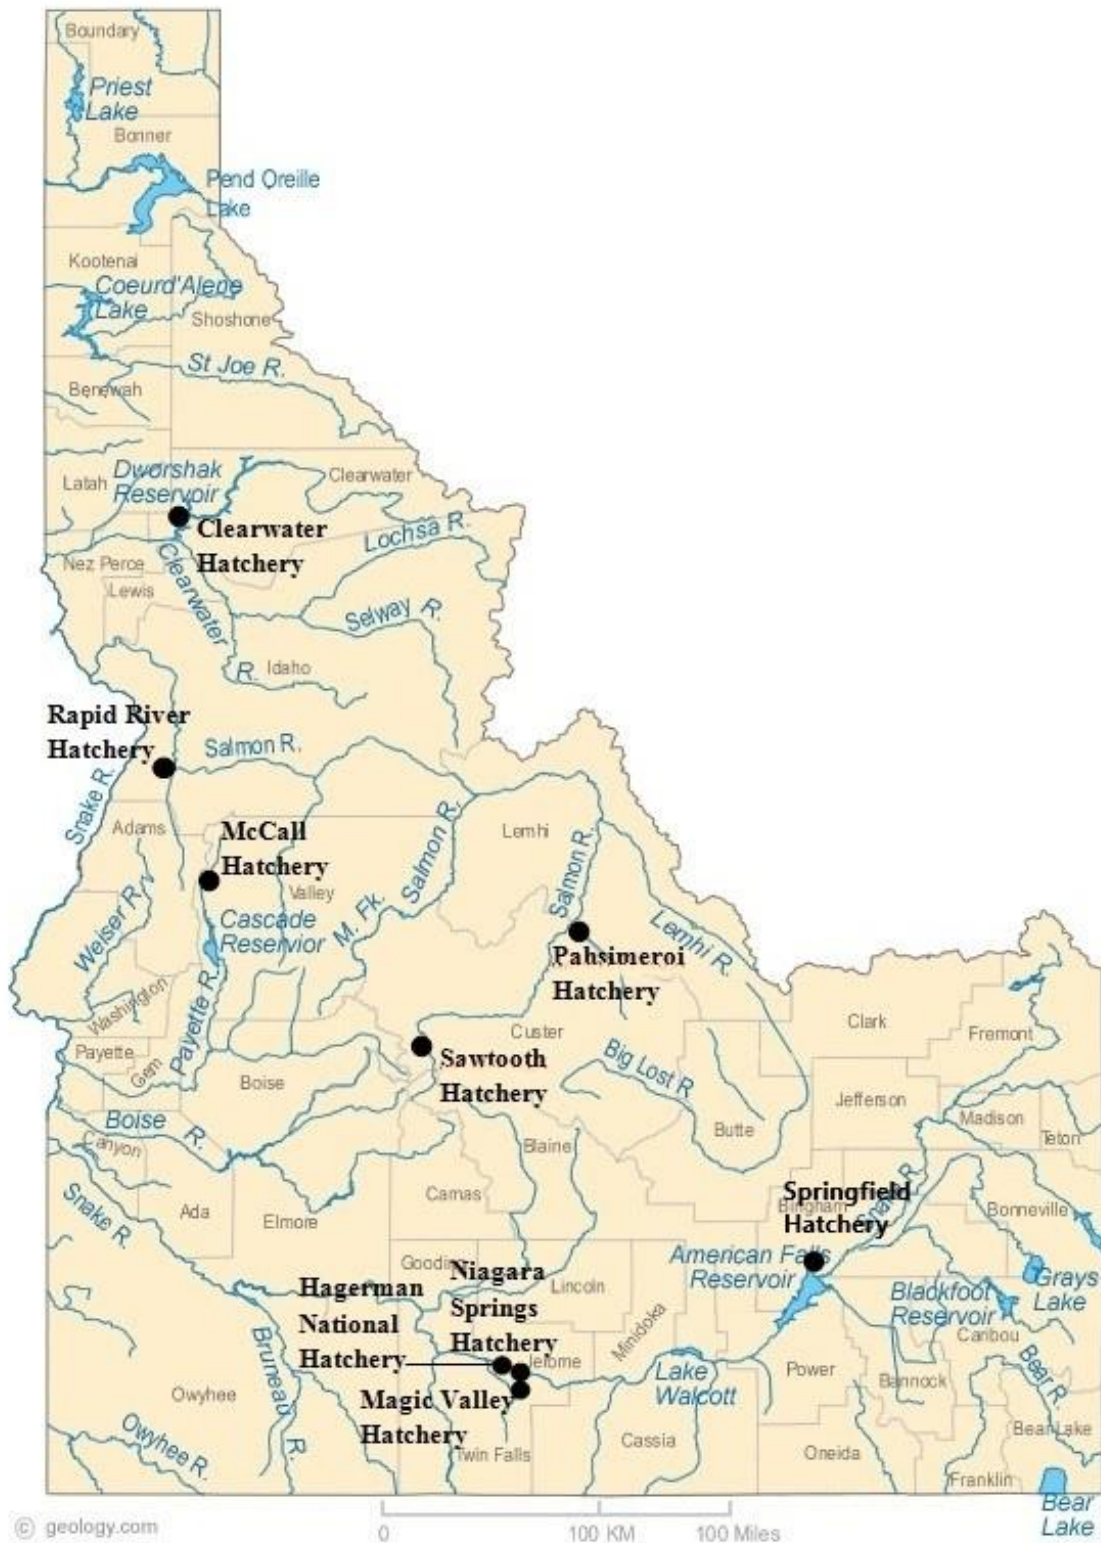 Boundary
Priest
Lake
Bonner
Pend Oreille
Lake
Kootenai
Coeurd'Alene
Lake
Shoshone
St Joe R.
Benewah
Dworshak
Reservoir
Latah
Clearwater
Clearwater
Hatchery
Lochsa R.
Nez Perce
Lewis
Clearwater R.
Selway R.
Idaho
Rapid River
Hatchery
Salmon R.
Snake R.
Adams
McCall
Hatchery
Lemhi
Valley
M. Fk. Salmon R.
Salmon R.
Weiser R.
Cascade
Reservior
Lemhi R.
Pahsimeroi
Hatchery
Washington
Payette R.
Payette
Gem
Boise
Custer
Clark
Fremont
Sawtooth
Hatchery
Big Lost R
Jefferson
Madison
Teton
Butte
Boise R.
Canyon
Blaine
Camas
Snake R.
Ada
Elmore
Springfield
Hatchery
Bingham
Snake R.
Bonneville
American Falls
Reservoir
Grays
Lake
Blackfoot
Reservoir
Caribou
Gooding
Niagara
Springs
Hatchery
Lincoln
Hagerman
National
Hatchery
Minidoka
Jerome
Lake
Walcott
Power
Bannock
Bear R.
Magic Valley
Hatchery
Bruneau R.
Owyhee
Owyhee R.
Twin Falls
Cassia
Oneida
Bear Lake
Franklin
Bear
Lake
© geology.com
0 100 KM 100 Miles